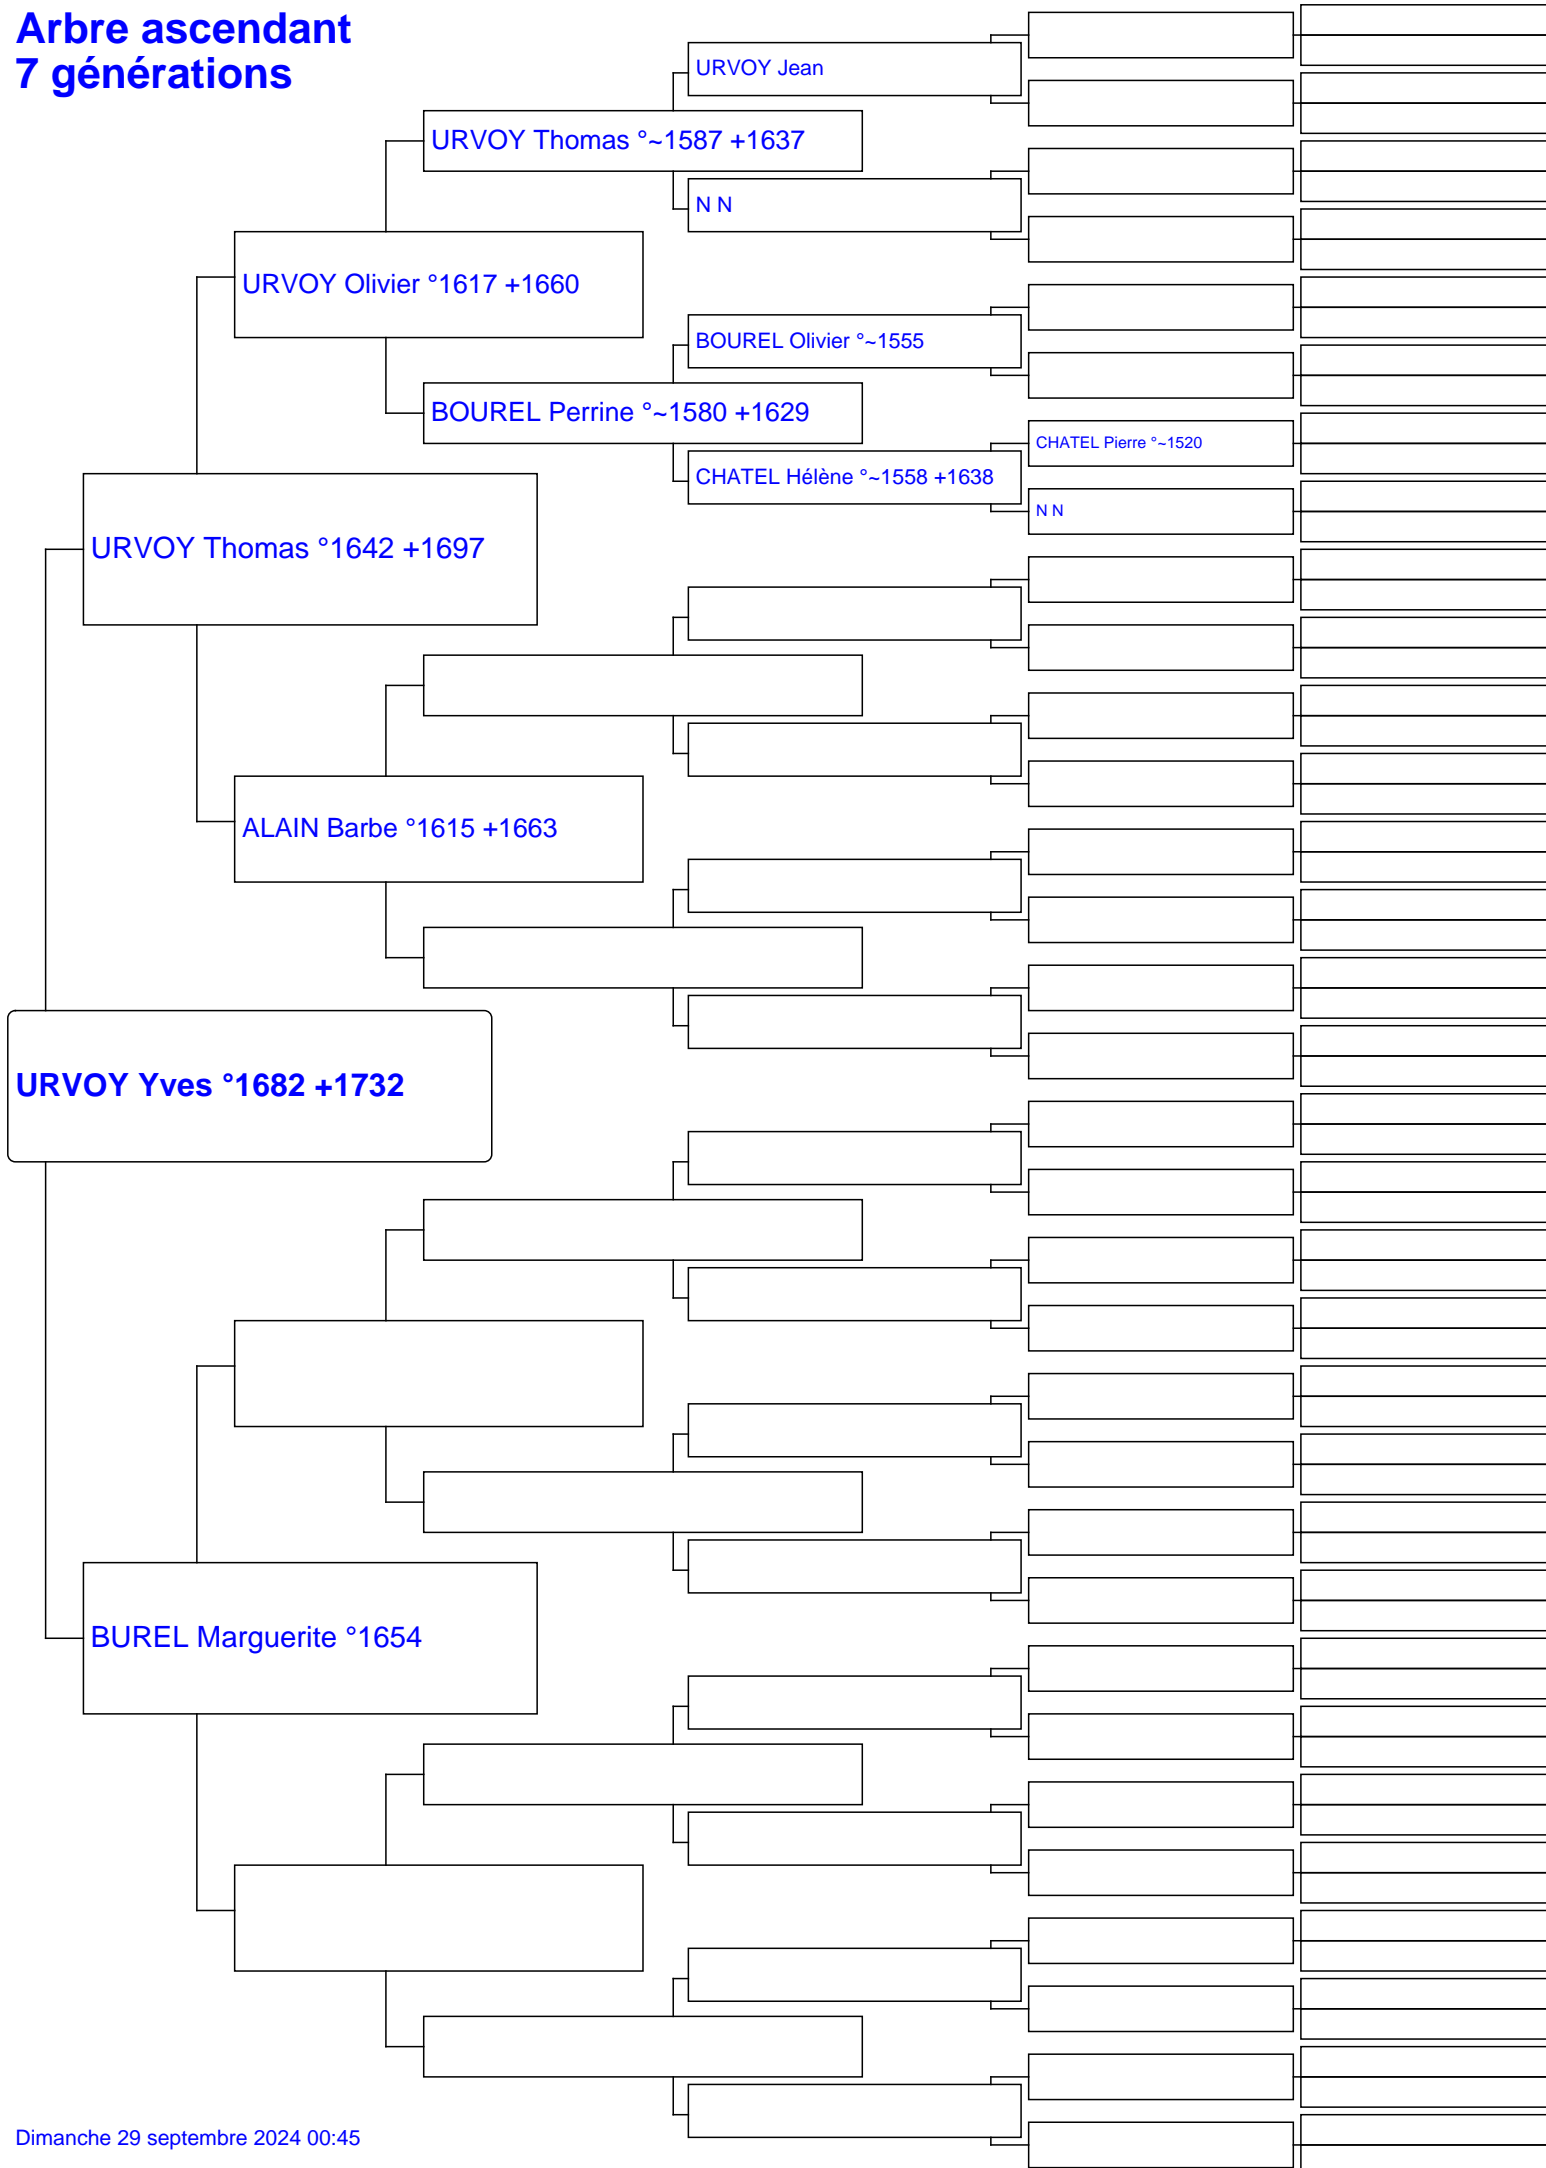 Arbre ascendant
7 générations
URVOY Jean
URVOY Thomas °~1587 +1637
N N
URVOY Olivier °1617 +1660
BOUREL Olivier °~1555
BOUREL Perrine °~1580 +1629
CHATEL Pierre °~1520
CHATEL Hélène °~1558 +1638
N N
URVOY Thomas °1642 +1697
ALAIN Barbe °1615 +1663
URVOY Yves °1682 +1732
BUREL Marguerite °1654
Dimanche 29 septembre 2024 00:45